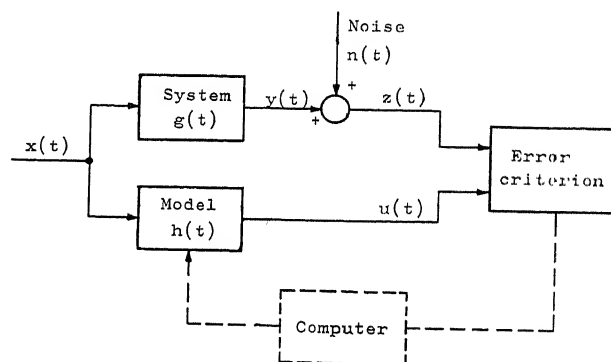 Noise
n(t)
+
System
g(t)
y(t)
+
z(t)
x(t)
Error
criterion
Model
h(t)
u(t)
Computer